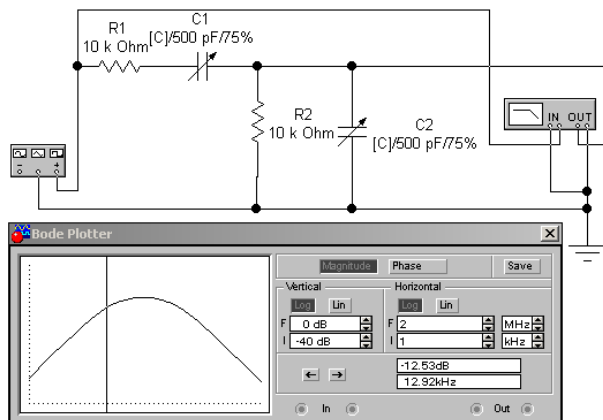 C1
R1
[C]/500 pF/75%
10 k Ohm
R2
10 k Ohm
C2
[C]/500 pF/75%
IN OUT
- +
Bode Plotter
Magnitude Phase Save
Vertical Horizontal
Log Lin Log Lin
F 0 dB F 2 MHz
I -40 dB I 1 kHz
-12.53dB
12.92kHz
In Out